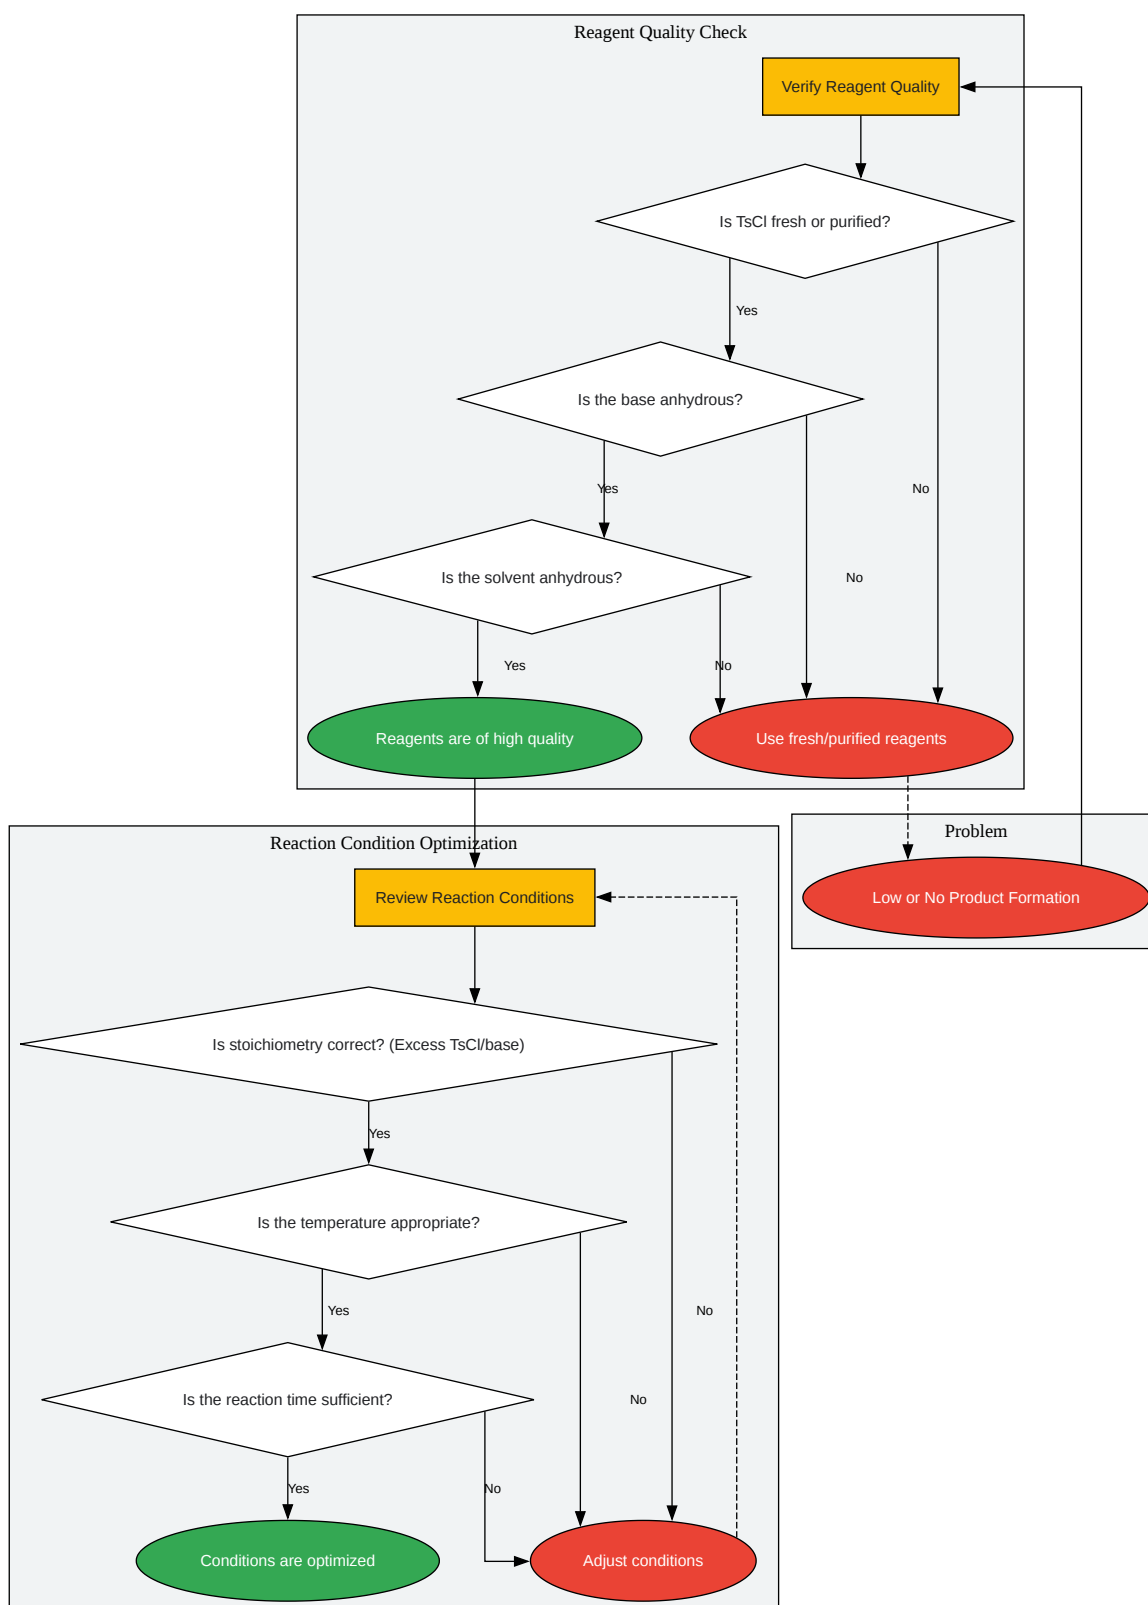 Reagent Quality Check
Verify Reagent Quality
Is TsCl fresh or purified?
Yes
Is the base anhydrous?
Yes
No
Is the solvent anhydrous?
No
Yes
No
Reagents are of high quality
Use fresh/purified reagents
Problem
Low or No Product Formation
Reaction Condition Optimization
Review Reaction Conditions
Is stoichiometry correct? (Excess TsCl/base)
Yes
Is the temperature appropriate?
Yes
No
Is the reaction time sufficient?
No
Yes
No
Conditions are optimized
Adjust conditions